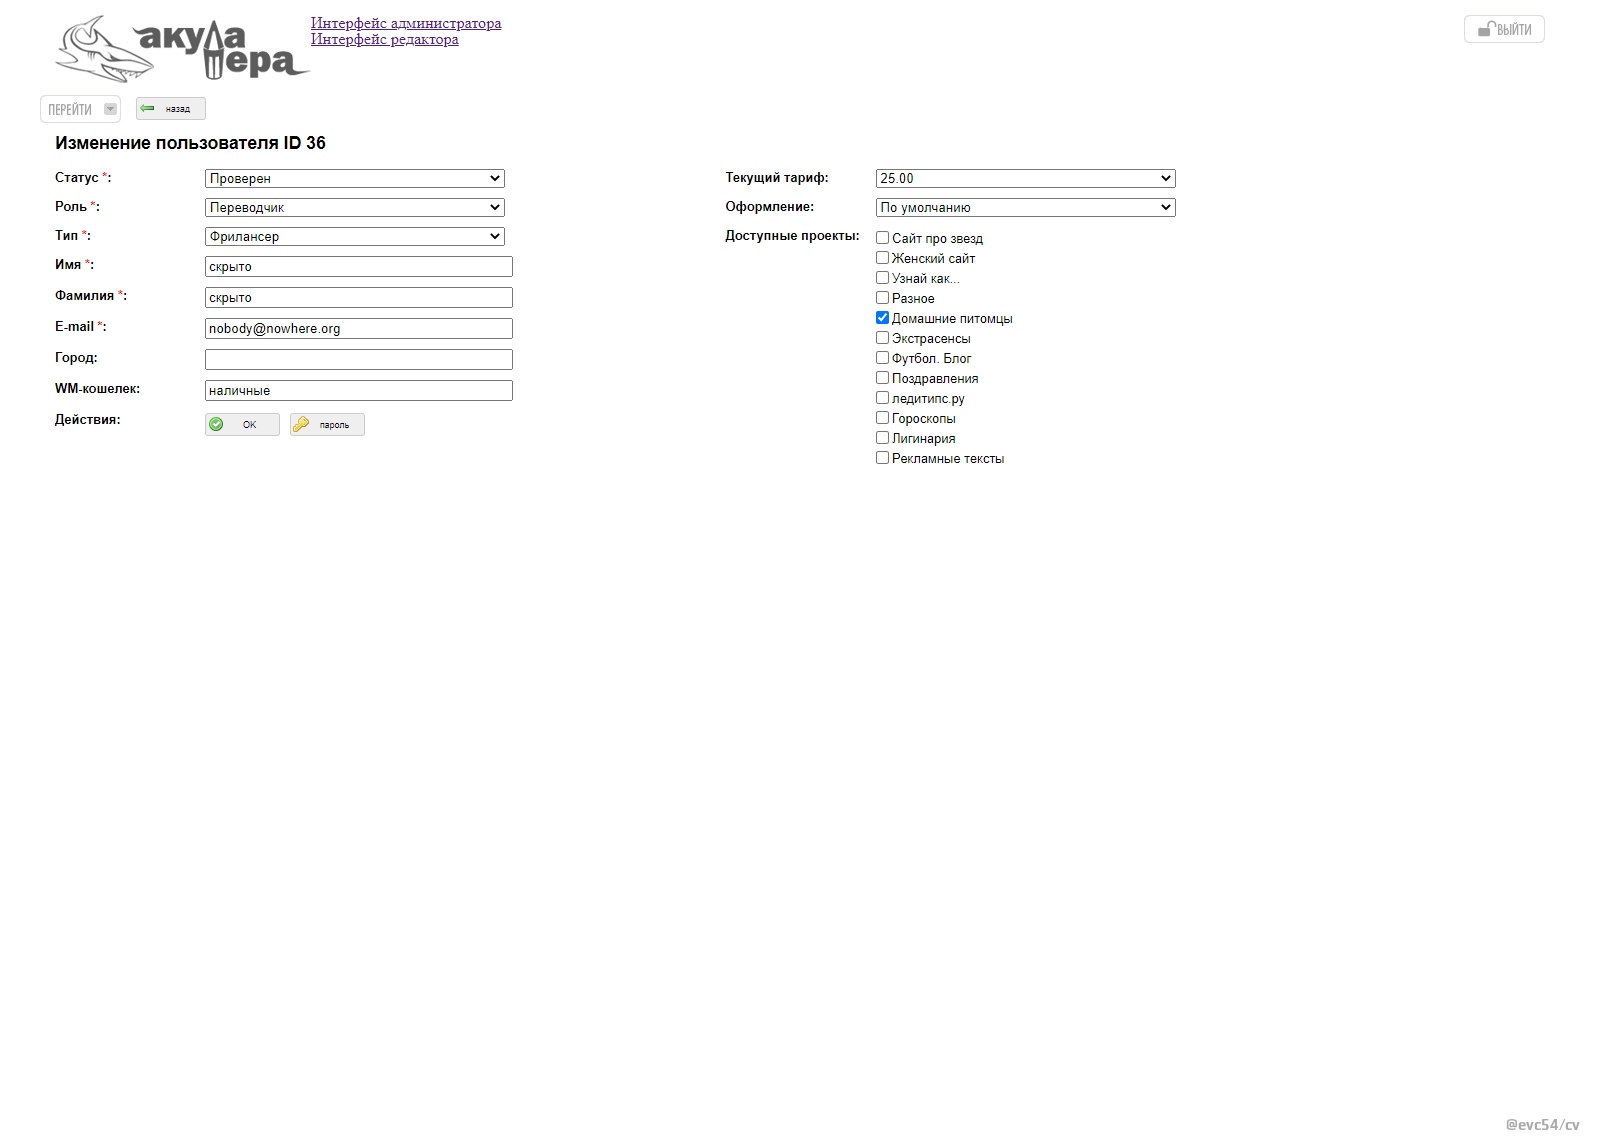 акула пера
Интерфейс администратора
Интерфейс редактора
ВЫЙТИ
ПЕРЕЙТИ
назад
Изменение пользователя ID 36
Статус *: Проверен
Роль *: Переводчик
Тип *: Фрилансер
Имя *: скрыто
Фамилия *: скрыто
E-mail *: nobody@nowhere.org
Город:
WM-кошелек: наличные
Действия: OK пароль
Текущий тариф: 25.00
Оформление: По умолчанию
Доступные проекты: Сайт про звезд
Женский сайт
Узнай как...
Разное
Домашние питомцы
Экстрасенсы
Футбол. Блог
Поздравления
ледитипс.ру
Гороскопы
Лигинария
Рекламные тексты
@evc54/cv